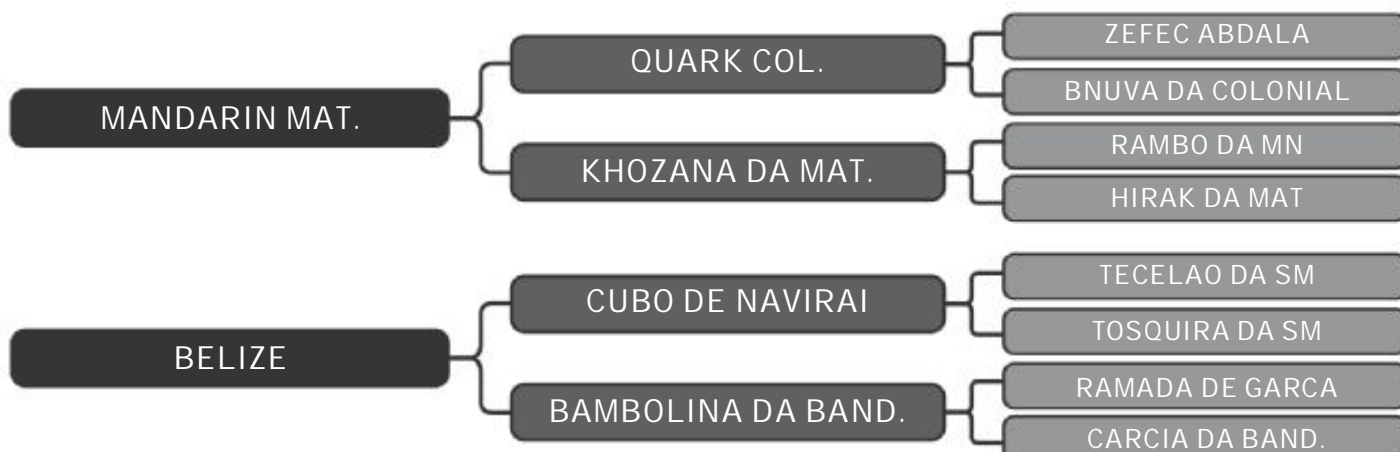 MANDARIN MAT.
QUARK COL.
ZEFEC ABDALA
BNUVA DA COLONIAL
KHOZANA DA MAT.
RAMBO DA MN
HIRAK DA MAT
BELIZE
CUBO DE NAVIRAI
TECELAO DA SM
TOSQUIRA DA SM
BAMBOLINA DA BAND.
RAMADA DE GARCA
CARCIA DA BAND.